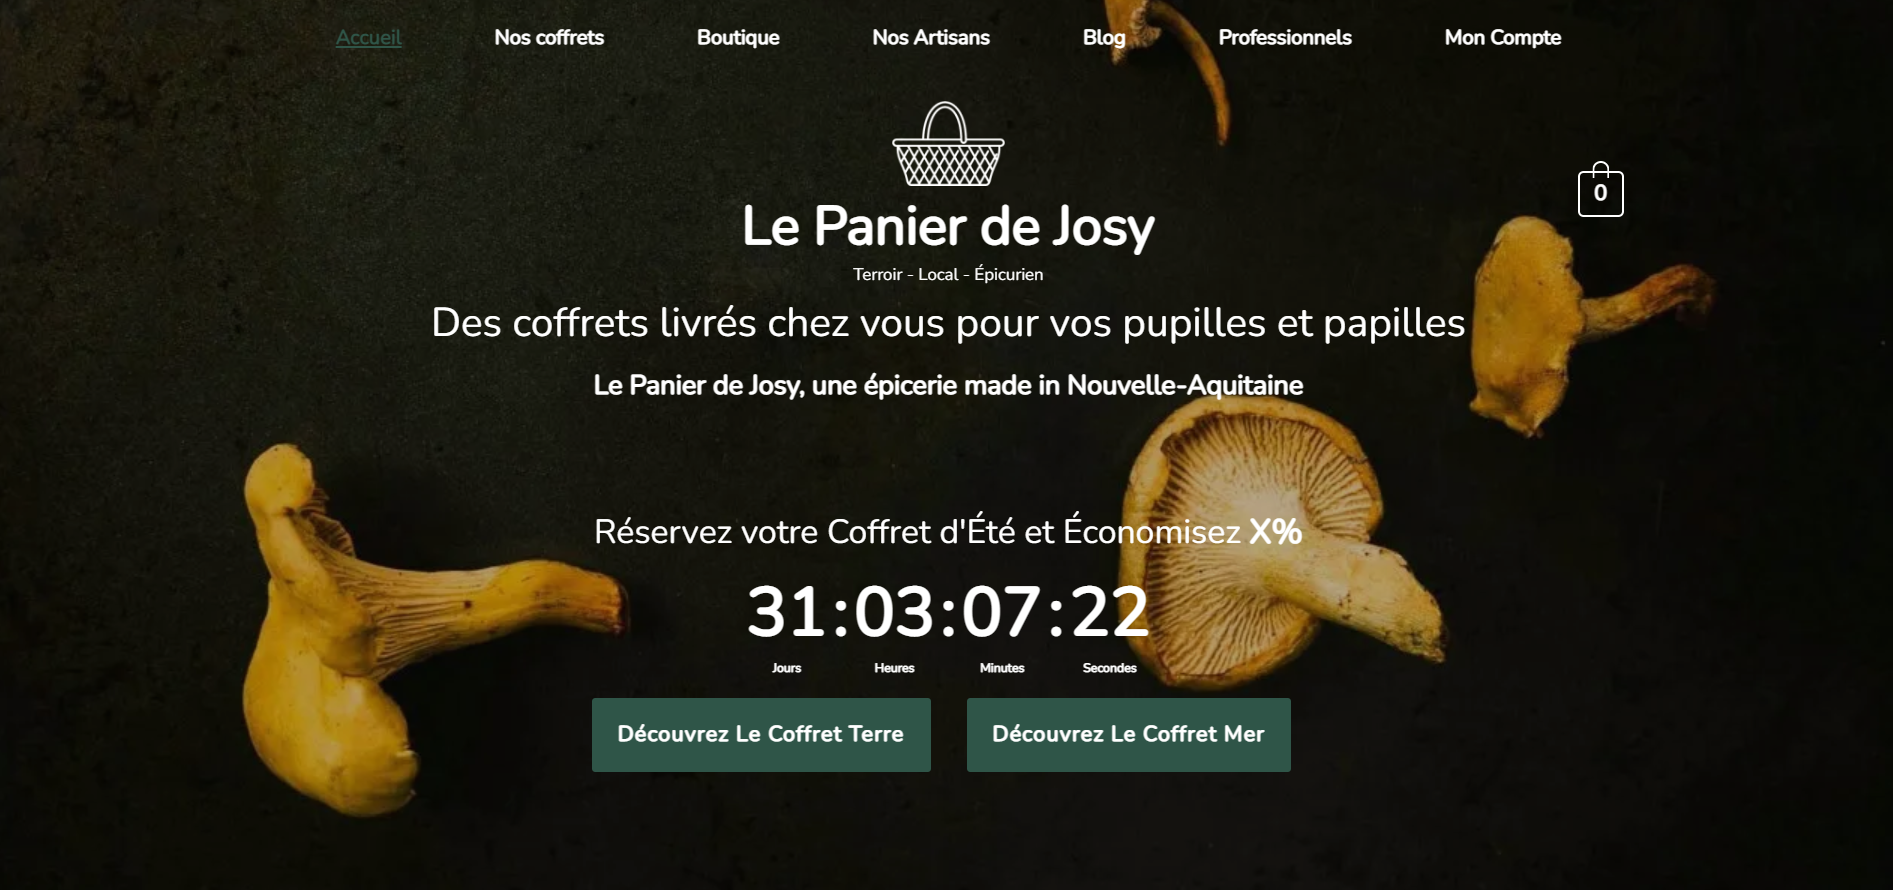 Accueil Nos coffrets Boutique Nos Artisans Blog Professionnels Mon Compte
0
Le Panier de Josy
Terroir - Local - Épicurien
Des coffrets livrés chez vous pour vos pupilles et papilles
Le Panier de Josy, une épicerie made in Nouvelle-Aquitaine
Réservez votre Coffret d'Été et Économisez X%
31:03:07:22
Jours Heures Minutes Secondes
Découvrez Le Coffret Terre Découvrez Le Coffret Mer